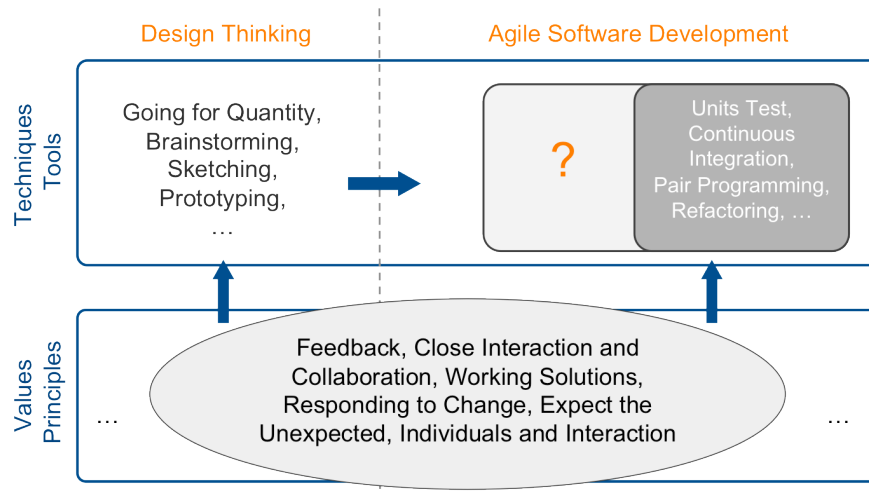 Design Thinking
Agile Software Development
Techniques
Tools
Going for Quantity,
Brainstorming,
Sketching,
Prototyping,
…
?
Units Test,
Continuous
Integration,
Pair Programming,
Refactoring, …
Values
Principles
…
Feedback, Close Interaction and
Collaboration, Working Solutions,
Responding to Change, Expect the
Unexpected, Individuals and Interaction
…